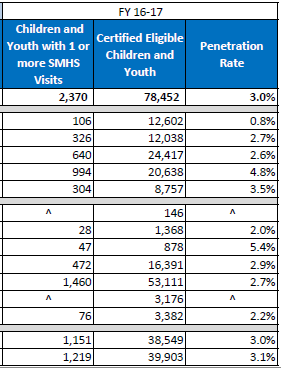 FY 16-17
Children and Youth with 1 or more SMHS Visits Certified Eligible Children and Youth Penetration Rate
2,370 78,452 3.0%
106 12,602 0.8%
326 12,038 2.7%
640 24,417 2.6%
994 20,638 4.8%
304 8,757 3.5%
^ 146 ^
28 1,368 2.0%
47 878 5.4%
472 16,391 2.9%
1,460 53,111 2.7%
^ 3,176 ^
76 3,382 2.2%
1,151 38,549 3.0%
1,219 39,903 3.1%